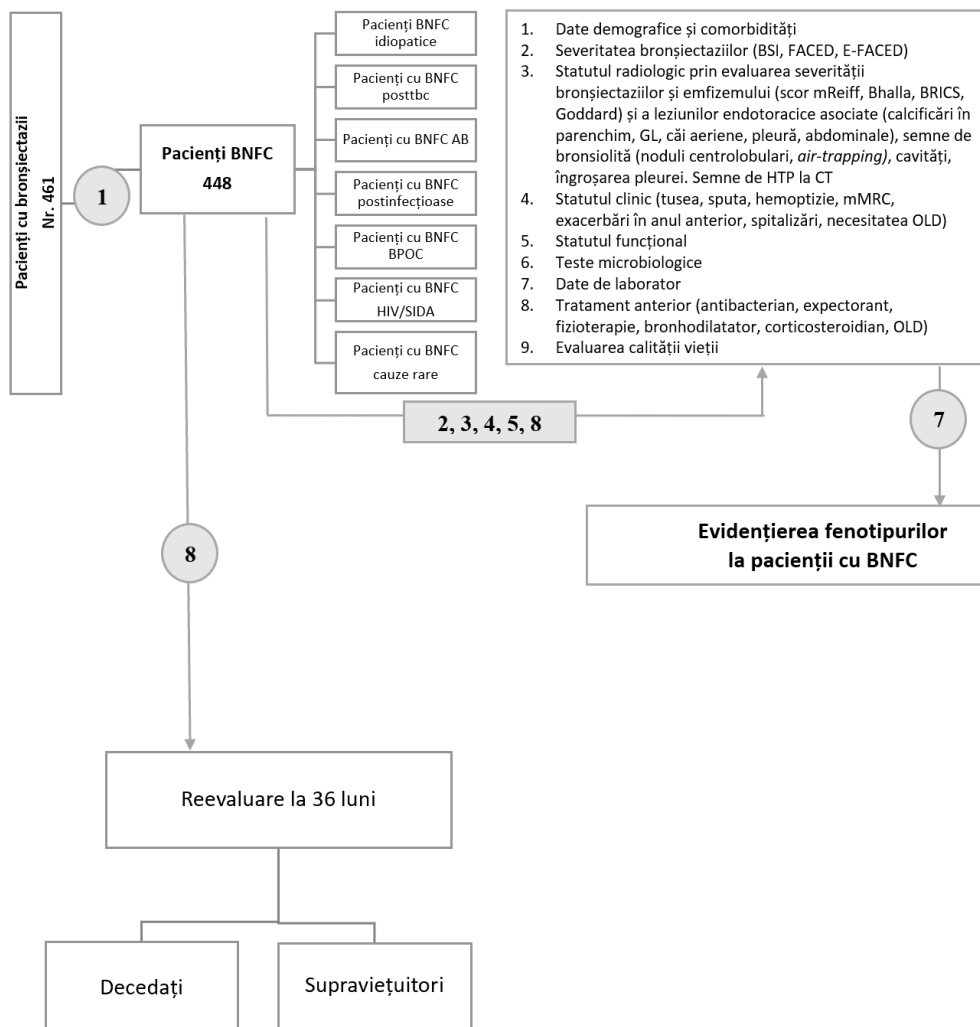 Pacienți cu bronșiectazii
Nr. 461
1
Pacienți BNFC
448
Pacienți BNFC
idiopatice
Pacienți cu BNFC
posttbc
Pacienți cu BNFC AB
Pacienți cu BNFC
postinfecțioase
Pacienți cu BNFC
BPOC
Pacienți cu BNFC
HIV/SIDA
Pacienți cu BNFC
cauze rare
1. Date demografice și comorbidități
2. Severitatea bronșiectaziilor (BSI, FACED, E-FACED)
3. Statutul radiologic prin evaluarea severității
bronșiectaziilor și emfizemului (scor mReiff, Bhalla, BRICS,
Goddard) și a leziunilor endotoracice asociate (calcificări în
parenchim, GL, căi aeriene, pleură, abdominale), semne de
bronsiolită (noduli centrolobulari, air-trapping), cavități,
îngroșarea pleurei. Semne de HTP la CT
4. Statutul clinic (tusea, sputa, hemoptizie, mMRC,
exacerbări în anul anterior, spitalizări, necesitatea OLD)
5. Statutul funcțional
6. Teste microbiologice
7. Date de laborator
8. Tratament anterior (antibacterian, expectorant,
fizioterapie, bronhodilatator, corticosteroidian, OLD)
9. Evaluarea calității vieții
2, 3, 4, 5, 8
7
Evidențierea fenotipurilor
la pacienții cu BNFC
8
Reevaluare la 36 luni
Decedați
Supraviețuitori